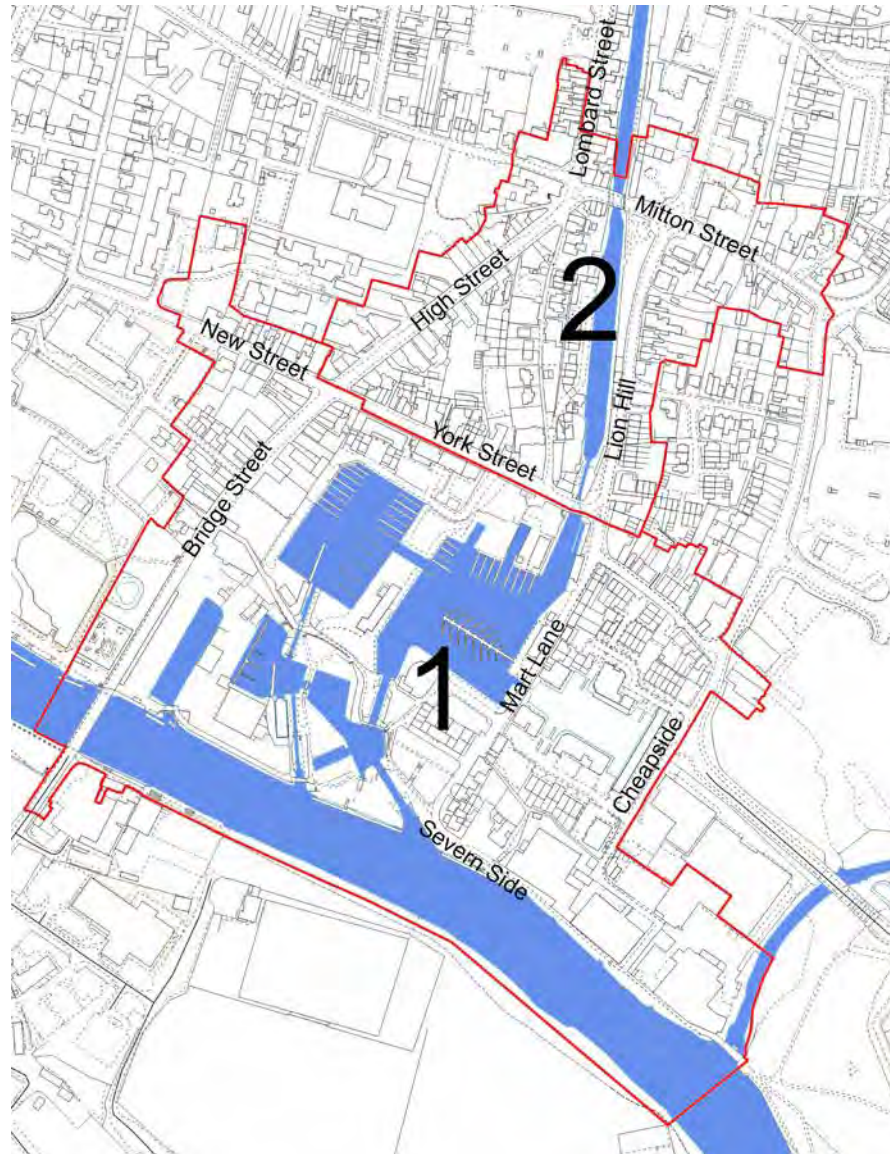 Lombard Street
Mitton Street
2
High Street
New Street
Lion Hill
York Street
Bridge Street
1
Mart Lane
Cheapside
Severn Side